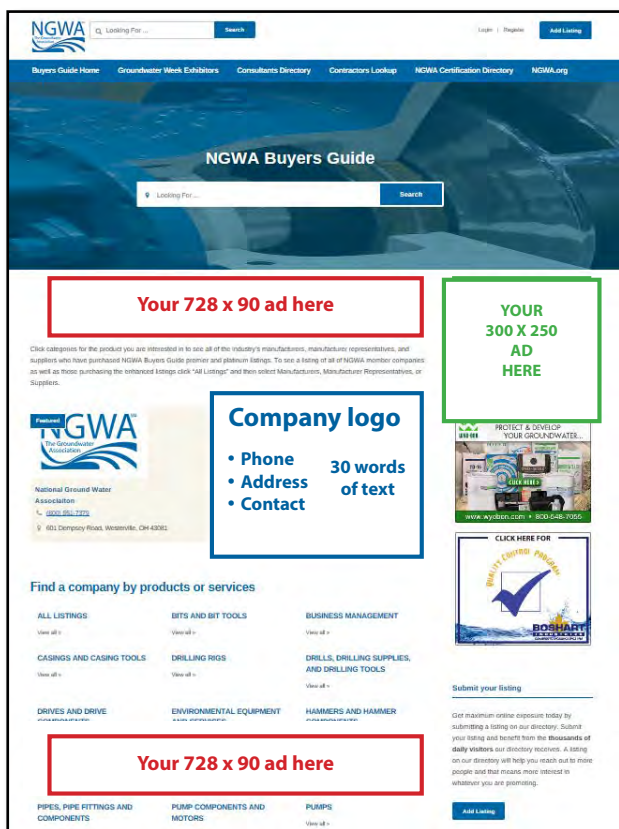 NGWA
The Groundwater
Association
Looking For ...
Search
Login | Register
Add Listing
Buyers Guide Home
Groundwater Week Exhibitors
Consultants Directory
Contractors Lookup
NGWA Certification Directory
NGWA.org
NGWA Buyers Guide
Looking For ...
Search
Your 728 x 90 ad here
YOUR
300 X 250
AD
HERE
Click categories for the product you are interested in to see all of the industry's manufacturers, manufacturer representatives, and
suppliers who have purchased NGWA Buyers Guide premier and platinum listings. To see a listing of all of NGWA member companies
as well as those purchasing the enhanced listings click "All Listings" and then select Manufacturers, Manufacturer Representatives, or
Suppliers.
Featured
NGWA
The Groundwater
Association
National Ground Water
Associaiton
(800) 551-7379
601 Dempsey Road, Westerville, OH 43081
Company logo
• Phone
• Address
• Contact
30 words
of text
PROTECT & DEVELOP
YOUR GROUNDWATER...
CLICK HERE
www.wyoben.com • 800-548-7055
CLICK HERE FOR
QUALITY CONTROL PROGRAM
BOSHART
INDUSTRIES
Find a company by products or services
ALL LISTINGS
View all »
BITS AND BIT TOOLS
View all »
BUSINESS MANAGEMENT
View all »
CASINGS AND CASING TOOLS
View all »
DRILLING RIGS
View all »
DRILLS, DRILLING SUPPLIES,
AND DRILLING TOOLS
View all »
DRIVES AND DRIVE
COMPONENTS
ENVIRONMENTAL EQUIPMENT
AND SERVICES
HAMMERS AND HAMMER
COMPONENTS
Your 728 x 90 ad here
PIPES, PIPE FITTINGS AND
COMPONENTS
PUMP COMPONENTS AND
MOTORS
PUMPS
View all »
Submit your listing
Get maximum online exposure today by
submitting a listing on our directory. Submit
your listing and benefit from the thousands of
daily visitors our directory receives. A listing
on our directory will help you reach out to more
people and that means more interest in
whatever you are promoting.
Add Listing